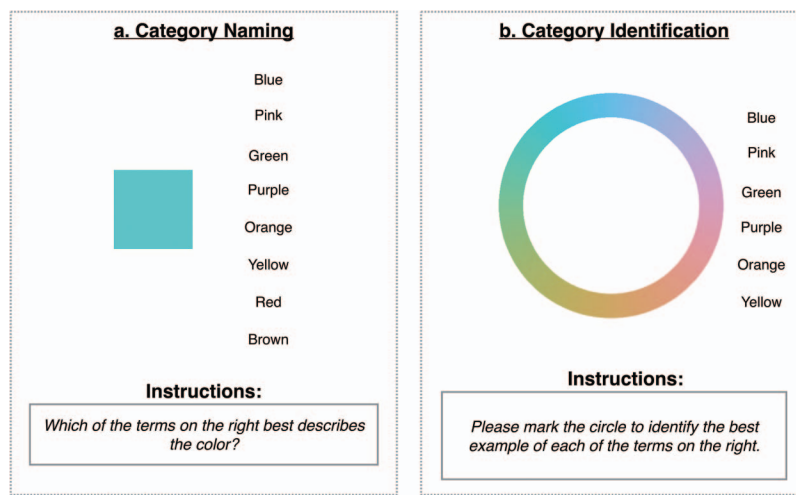 a. Category Naming
Blue
Pink
Green
Purple
Orange
Yellow
Red
Brown
Instructions:
Which of the terms on the right best describes
the color?
b. Category Identification
Blue
Pink
Green
Purple
Orange
Yellow
Instructions:
Please mark the circle to identify the best
example of each of the terms on the right.